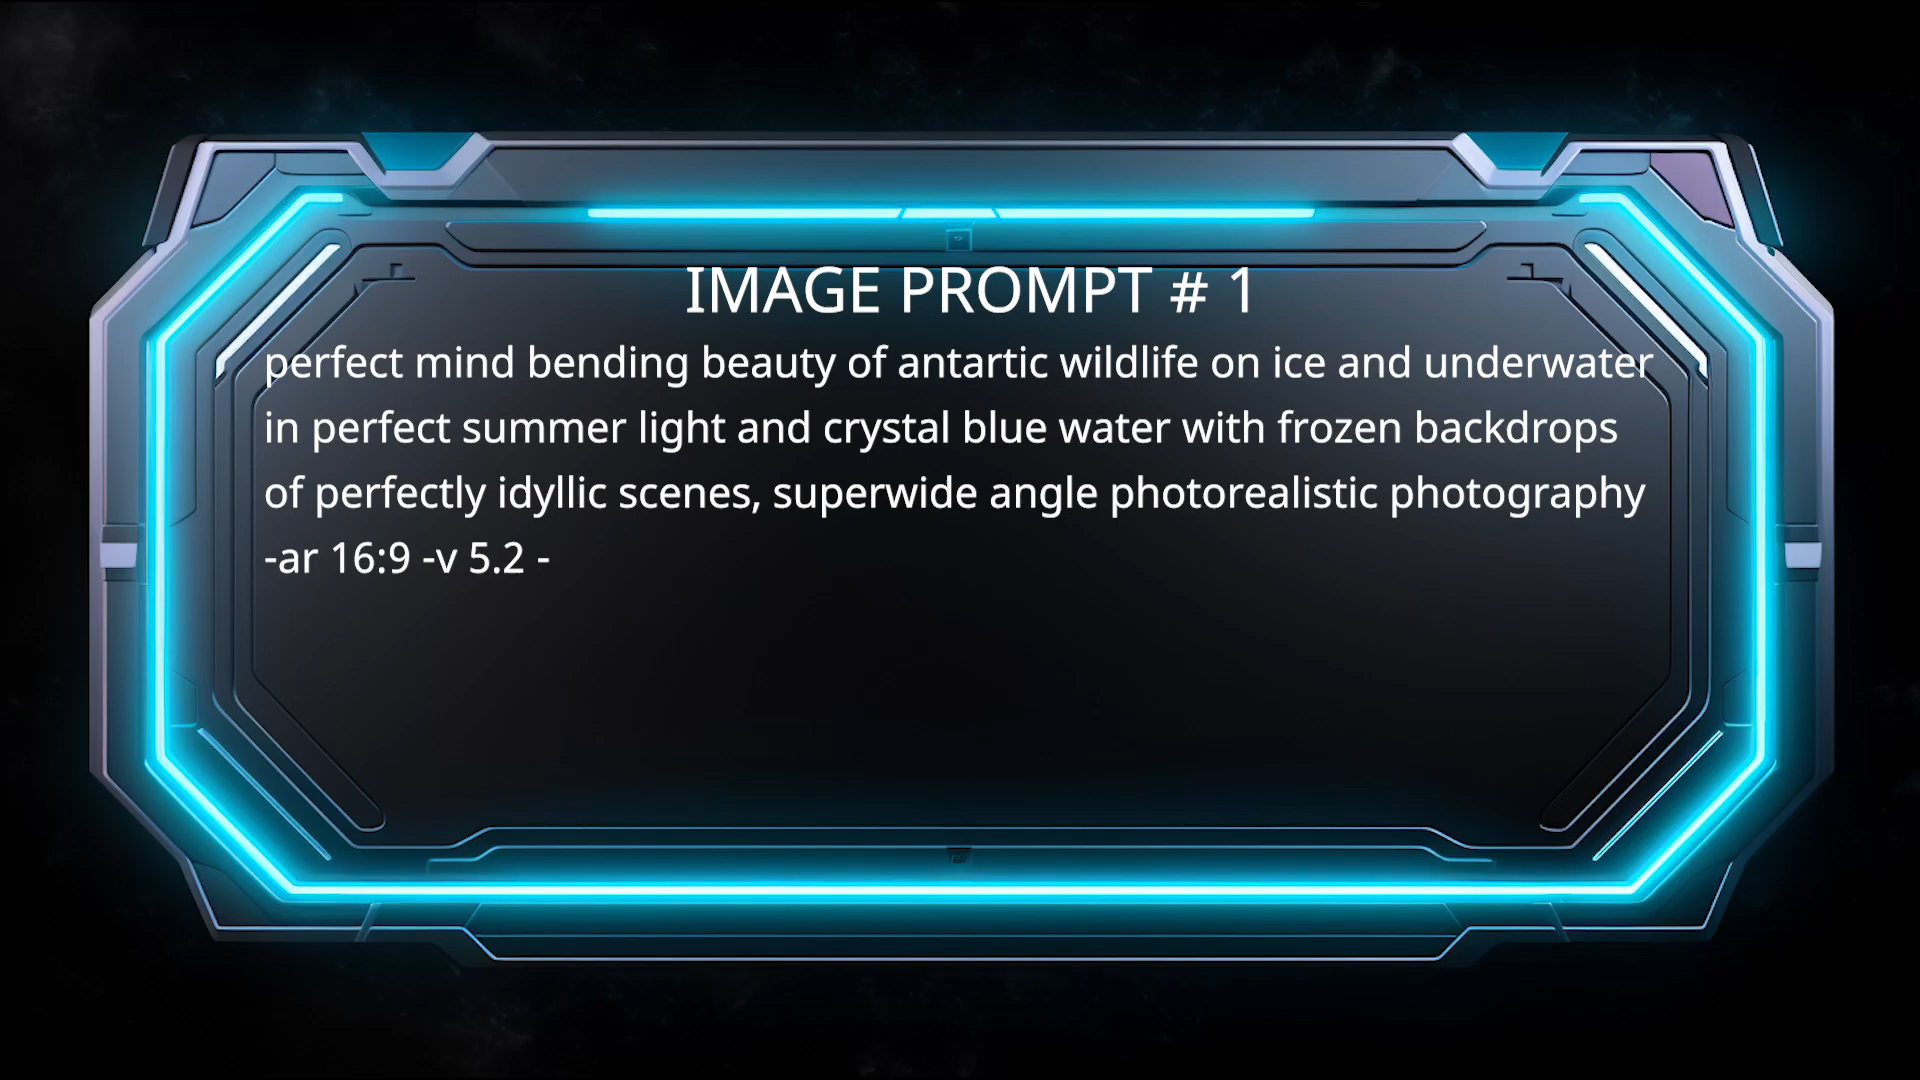 IMAGE PROMPT # 1
perfect mind bending beauty of antartic wildlife on ice and underwater
in perfect summer light and crystal blue water with frozen backdrops
of perfectly idyllic scenes, superwide angle photorealistic photography
-ar 16:9 -v 5.2 -